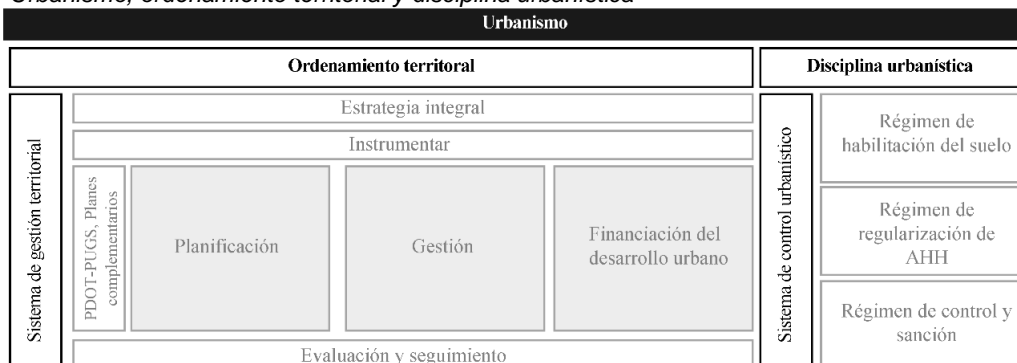 Urbanismo, ordenamiento territorial y disciplina urbanística
Urbanismo
Ordenamiento territoral
Disciplina urbanística
Sistema de gestión territorial
Estrategia integral
Instrumentar
PDOT-PUGS, Planes
complementarios
Planificación
Gestión
Financiación del
desarrollo urbano
Evaluación y seguimiento
Sistema de control urbanístico
Régimen de
habilitación del suelo
Régimen de
regularización de
AHH
Régimen de control y
sanción